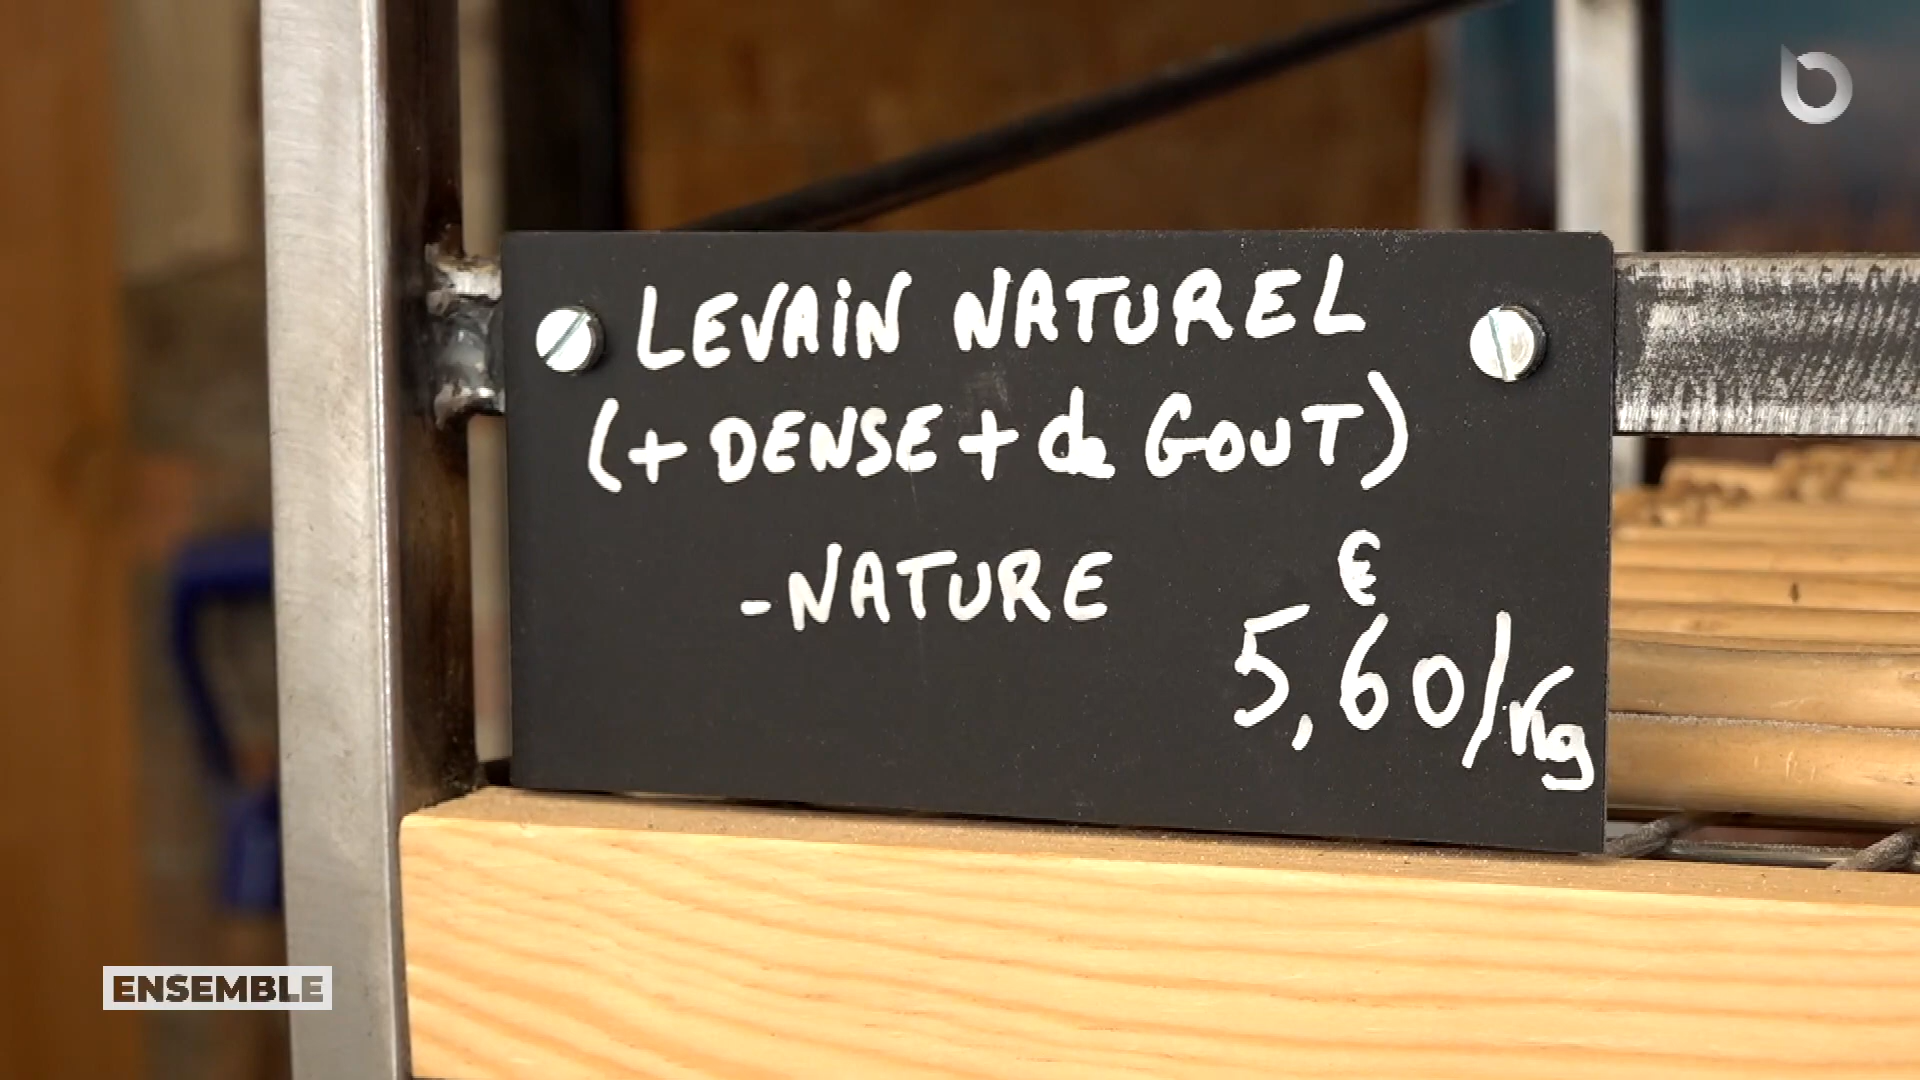 LEVAIN NATUREL
(+ DENSE + de GOUT)
- NATURE
€
5,60/Kg
ENSEMBLE